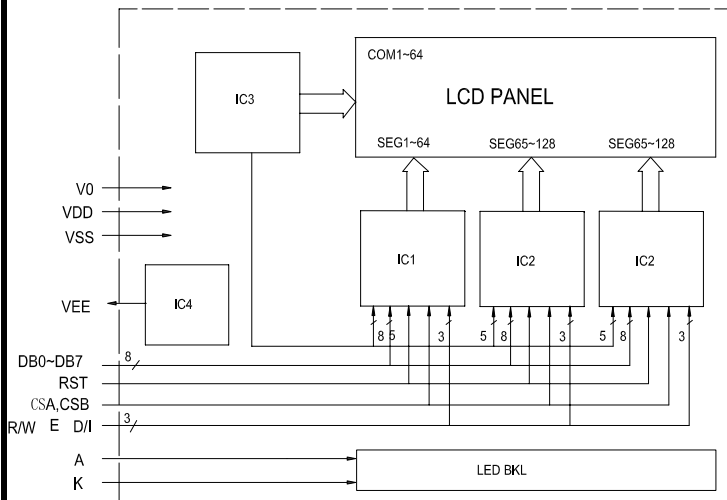 COM1~64
IC3
LCD PANEL
SEG1~64 SEG65~128 SEG65~128
V0
VDD
VSS
IC1 IC2 IC2
VEE
IC4
8 5 3 5 8 3 5 8 3
DB0~DB7 8
RST
CSA,CSB
R/W E D/I 3
A
LED BKL
K